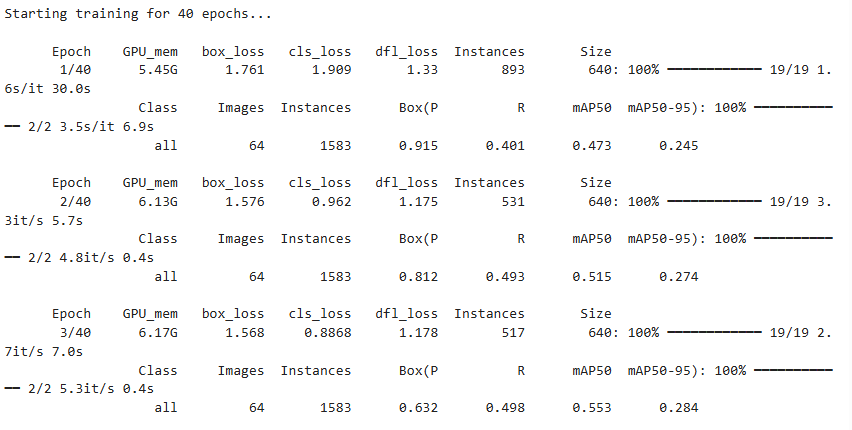 Starting training for 40 epochs...
Epoch GPU_mem box_loss cls_loss dfl_loss Instances Size
1/40 5.45G 1.761 1.909 1.33 893 640: 100% ━━━━━━━━━━━━ 19/19 1.
6s/it 30.0s
Class Images Instances Box(P R mAP50 mAP50-95): 100% ━━━━━━━━━━
━━ 2/2 3.5s/it 6.9s
all 64 1583 0.915 0.401 0.473 0.245
Epoch GPU_mem box_loss cls_loss dfl_loss Instances Size
2/40 6.13G 1.576 0.962 1.175 531 640: 100% ━━━━━━━━━━━━ 19/19 3.
3it/s 5.7s
Class Images Instances Box(P R mAP50 mAP50-95): 100% ━━━━━━━━━━
━━ 2/2 4.8it/s 0.4s
all 64 1583 0.812 0.493 0.515 0.274
Epoch GPU_mem box_loss cls_loss dfl_loss Instances Size
3/40 6.17G 1.568 0.8868 1.178 517 640: 100% ━━━━━━━━━━━━ 19/19 2.
7it/s 7.0s
Class Images Instances Box(P R mAP50 mAP50-95): 100% ━━━━━━━━━━
━━ 2/2 5.3it/s 0.4s
all 64 1583 0.632 0.498 0.553 0.284